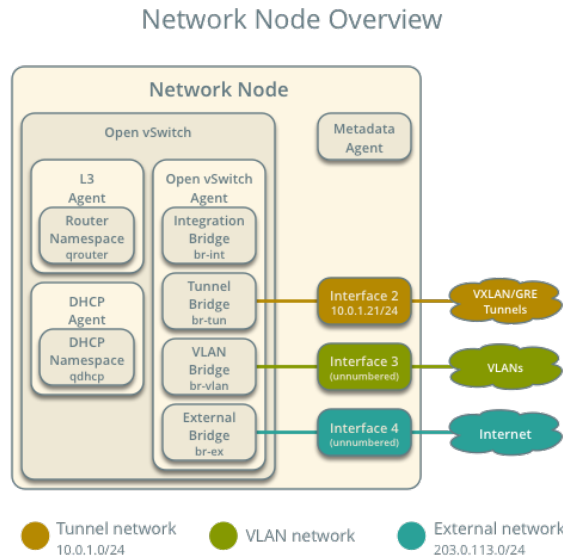 Network Node Overview
Network Node
Open vSwitch
Metadata
Agent
L3
Agent
Router
Namespace
qrouter
DHCP
Agent
DHCP
Namespace
qdhcp
Open vSwitch
Agent
Integration
Bridge
br-int
Tunnel
Bridge
br-tun
VLAN
Bridge
br-vlan
External
Bridge
br-ex
Interface 2
10.0.1.21/24
Interface 3
(unnumbered)
Interface 4
(unnumbered)
VXLAN/GRE
Tunnels
VLANs
Internet
Tunnel network
10.0.1.0/24
VLAN network
External network
203.0.113.0/24